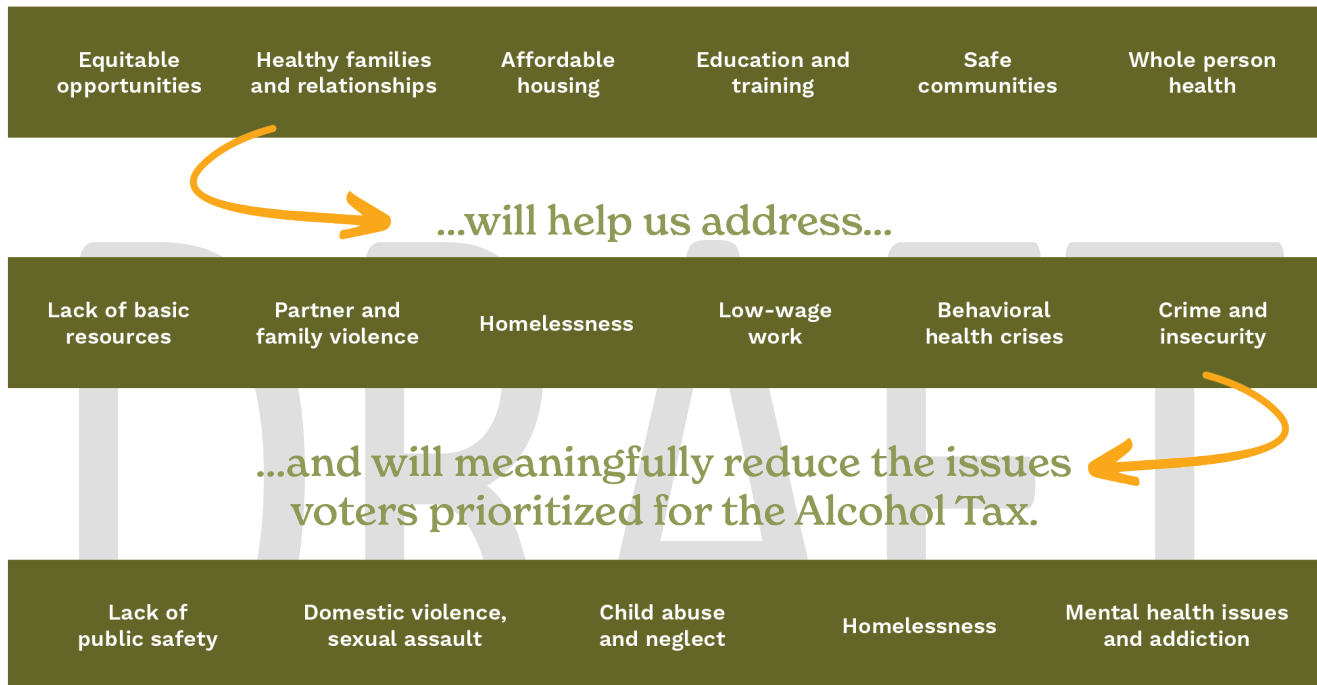 Equitable
opportunities
Healthy families
and relationships
Affordable
housing
Education and
training
Safe
communities
Whole person
health
...will help us address...
Lack of basic
resources
Partner and
family violence
Homelessness
Low-wage
work
Behavioral
health crises
Crime and
insecurity
...and will meaningfully reduce the issues
voters prioritized for the Alcohol Tax.
Lack of
public safety
Domestic violence,
sexual assault
Child abuse
and neglect
Homelessness
Mental health issues
and addiction
DRAFT